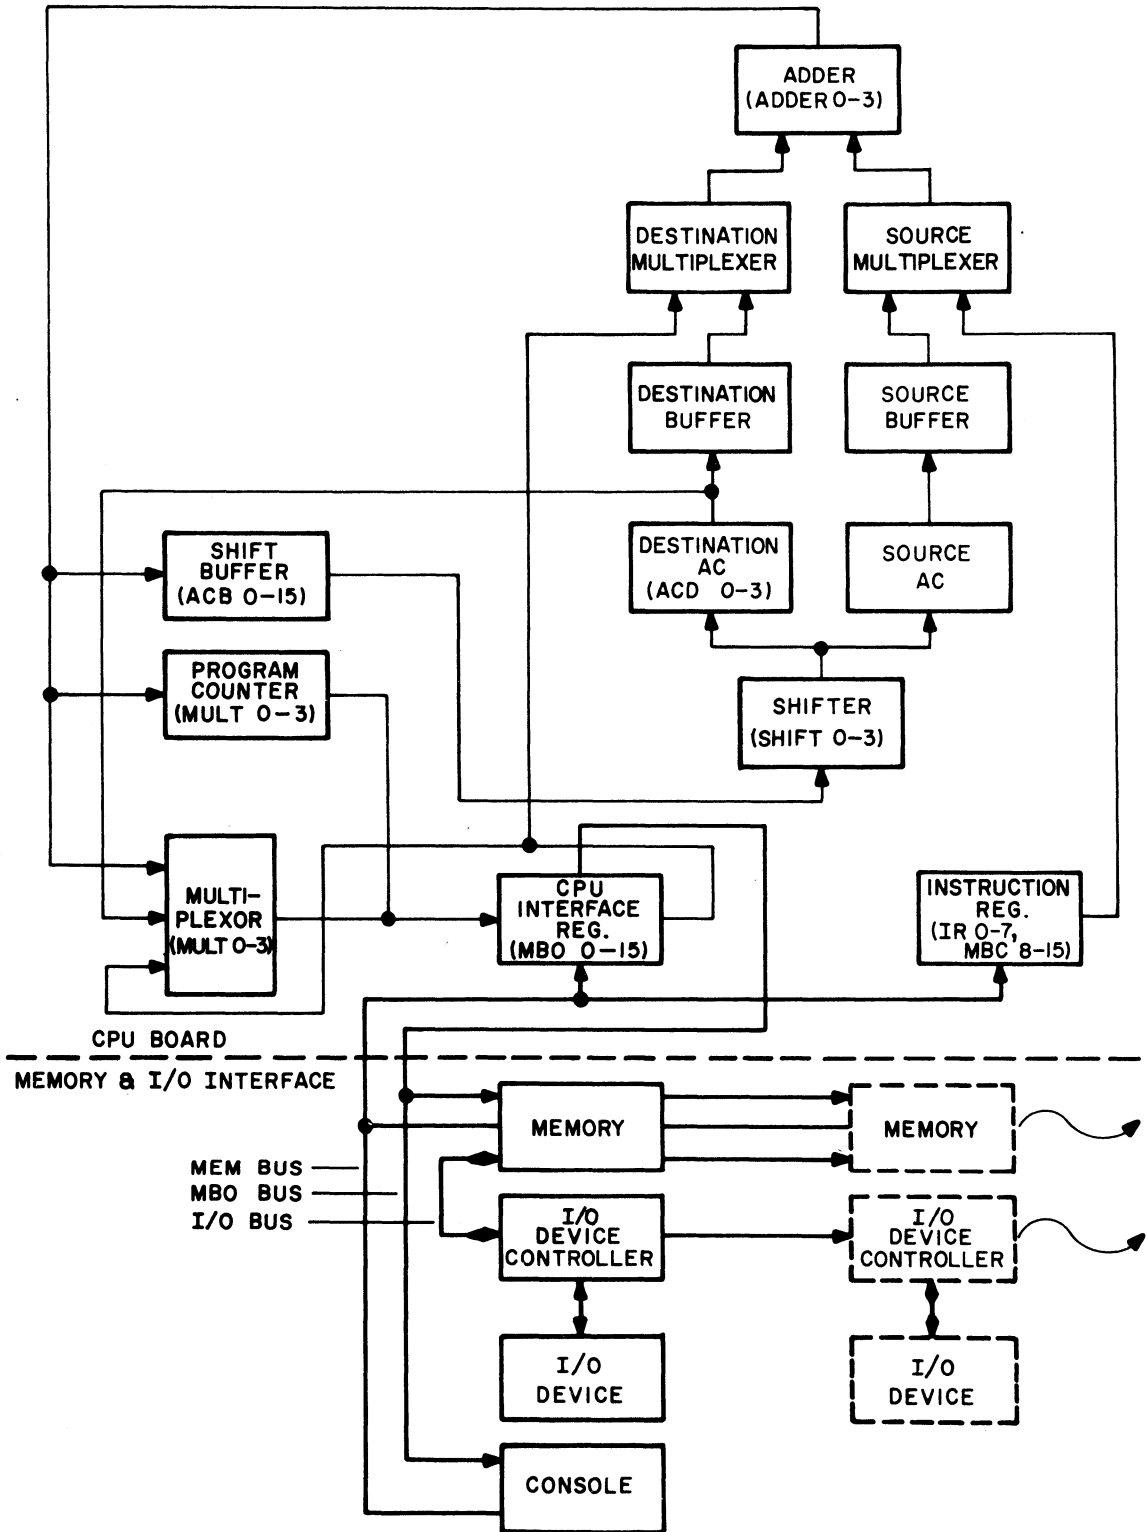 ADDER
(ADDER 0-3)
DESTINATION
MULTIPLEXER
SOURCE
MULTIPLEXER
DESTINATION
BUFFER
SOURCE
BUFFER
SHIFT
BUFFER
(ACB 0-15)
DESTINATION
AC
(ACD 0-3)
SOURCE
AC
PROGRAM
COUNTER
(MULT 0-3)
SHIFTER
(SHIFT 0-3)
MULTI-
PLEXOR
(MULT 0-3)
CPU
INTERFACE
REG.
(MBO 0-15)
INSTRUCTION
REG.
(IR 0-7,
MBC 8-15)
CPU BOARD
MEMORY & I/O INTERFACE
MEMORY
MEMORY
MEM BUS
MBO BUS
I/O BUS
I/O
DEVICE
CONTROLLER
I/O
DEVICE
CONTROLLER
I/O
DEVICE
I/O
DEVICE
CONSOLE